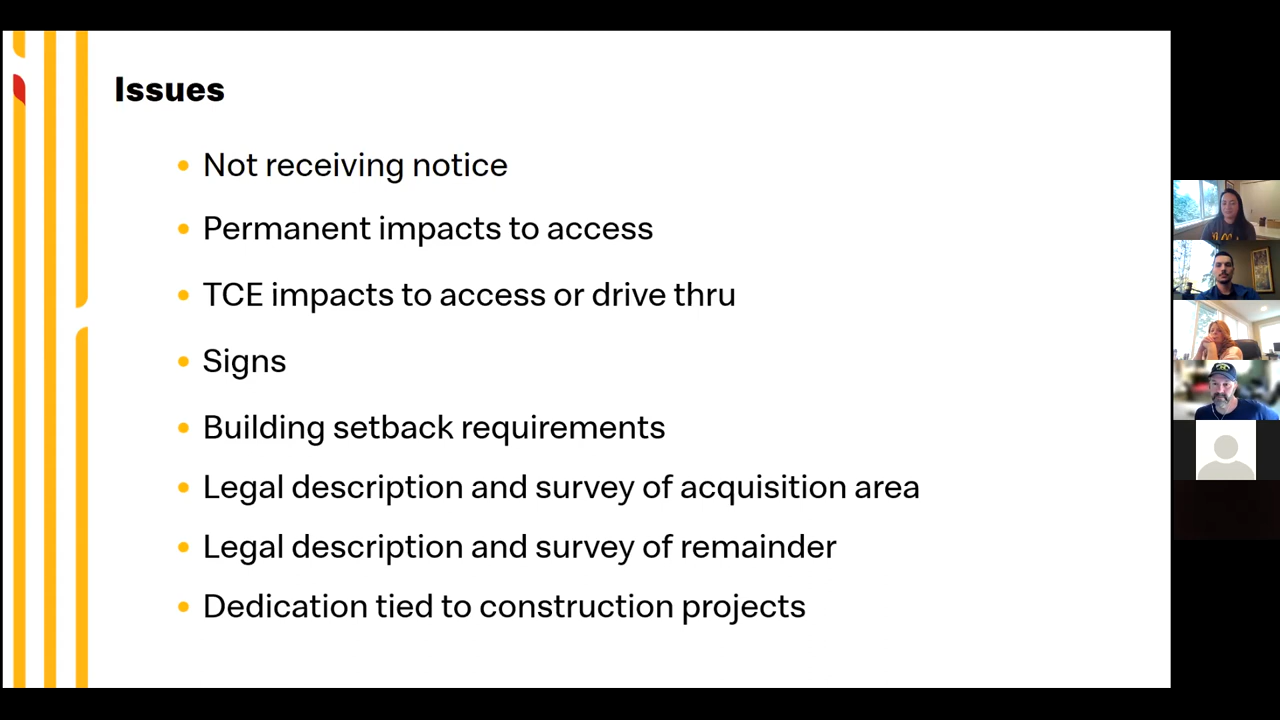 Issues
Not receiving notice
Permanent impacts to access
TCE impacts to access or drive thru
Signs
Building setback requirements
Legal description and survey of acquisition area
Legal description and survey of remainder
Dedication tied to construction projects